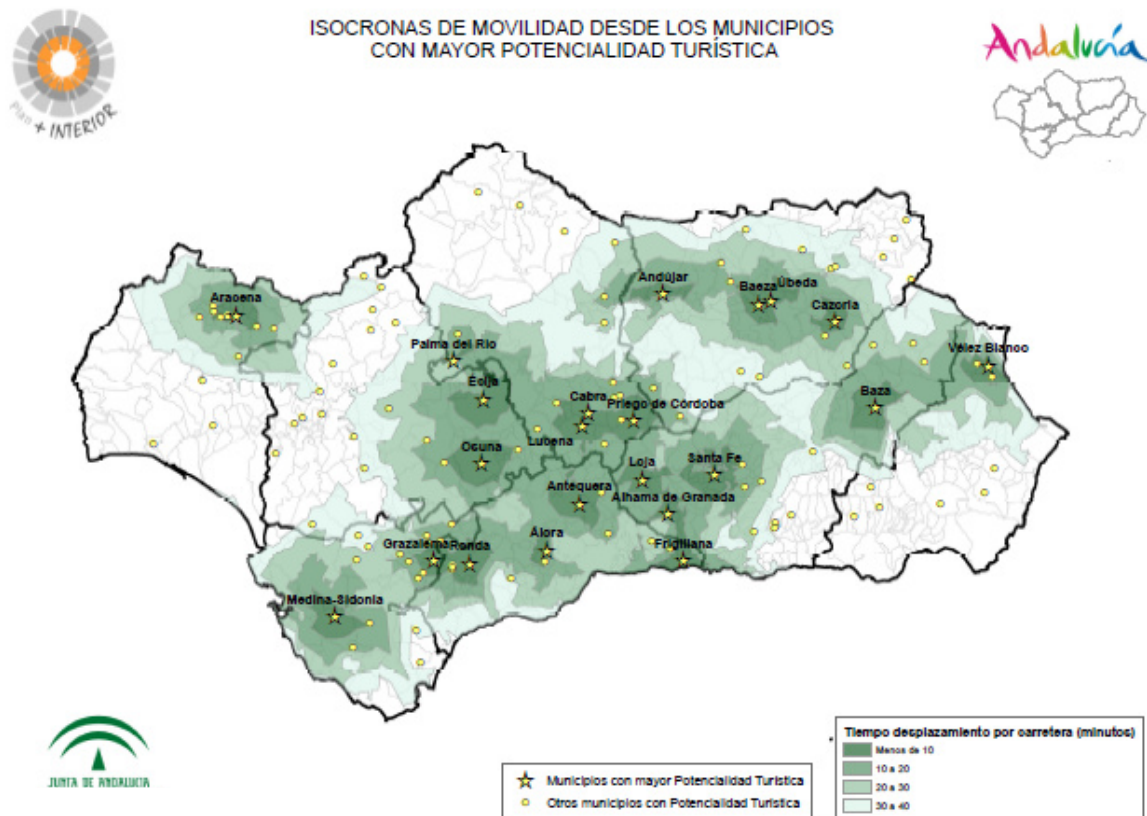 ISOCRONAS DE MOVILIDAD DESDE LOS MUNICIPIOS
CON MAYOR POTENCIALIDAD TURÍSTICA
Plan + INTERIOR
Andalucía
Andújar
Baeza
Úbeda
Cazorla
Aracena
Palma del Río
Écija
Vélez Blanco
Cabra
Priego de Córdoba
Baza
Lucena
Osuna
Loja
Santa Fe
Antequera
Alhama de Granada
Álora
Grazalema
Ronda
Frigiliana
Medina-Sidonia
JUNTA DE ANDALUCIA
Municipios con mayor Potencialidad Turística
Otros municipios con Potencialidad Turística
Tiempo desplazamiento por carretera (minutos)
Menos de 10
10 a 20
20 a 30
30 a 40